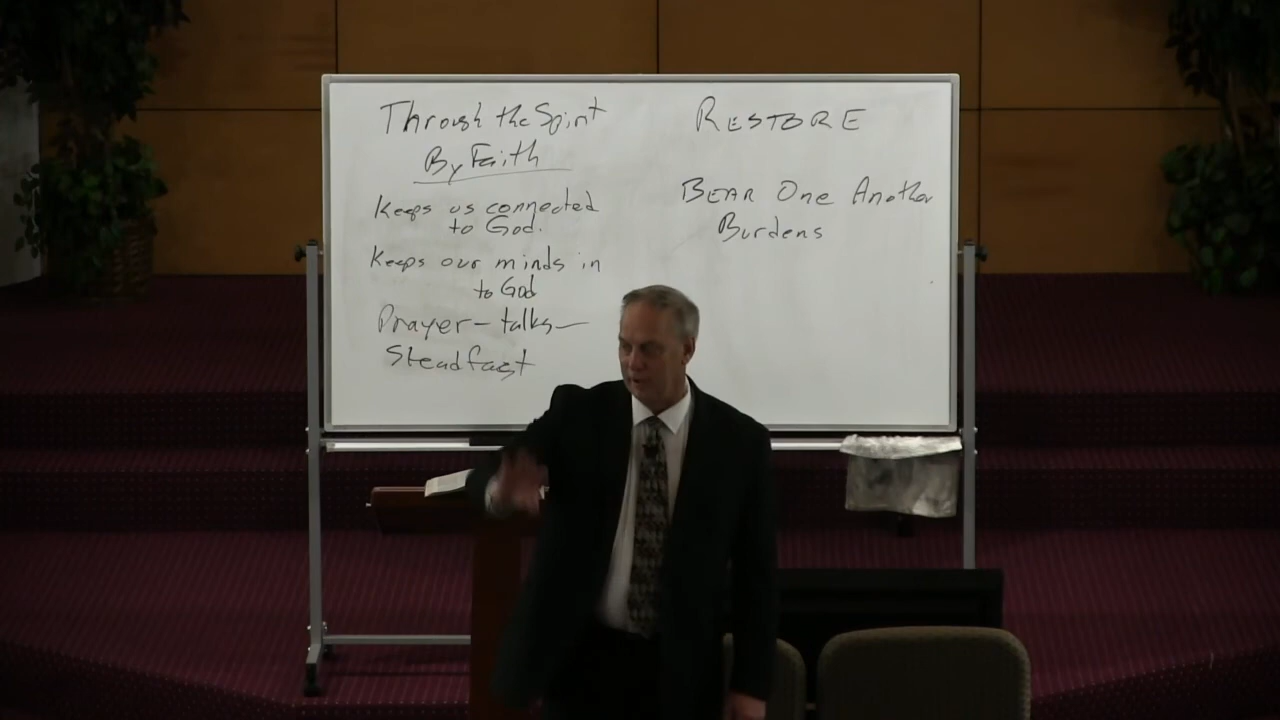 Through the Spirit
By Faith
Keeps us connected
to God.
Keeps our minds in
to God
Prayer - talks -
Steadfast
RESTORE
BEAR One Another
Burdens